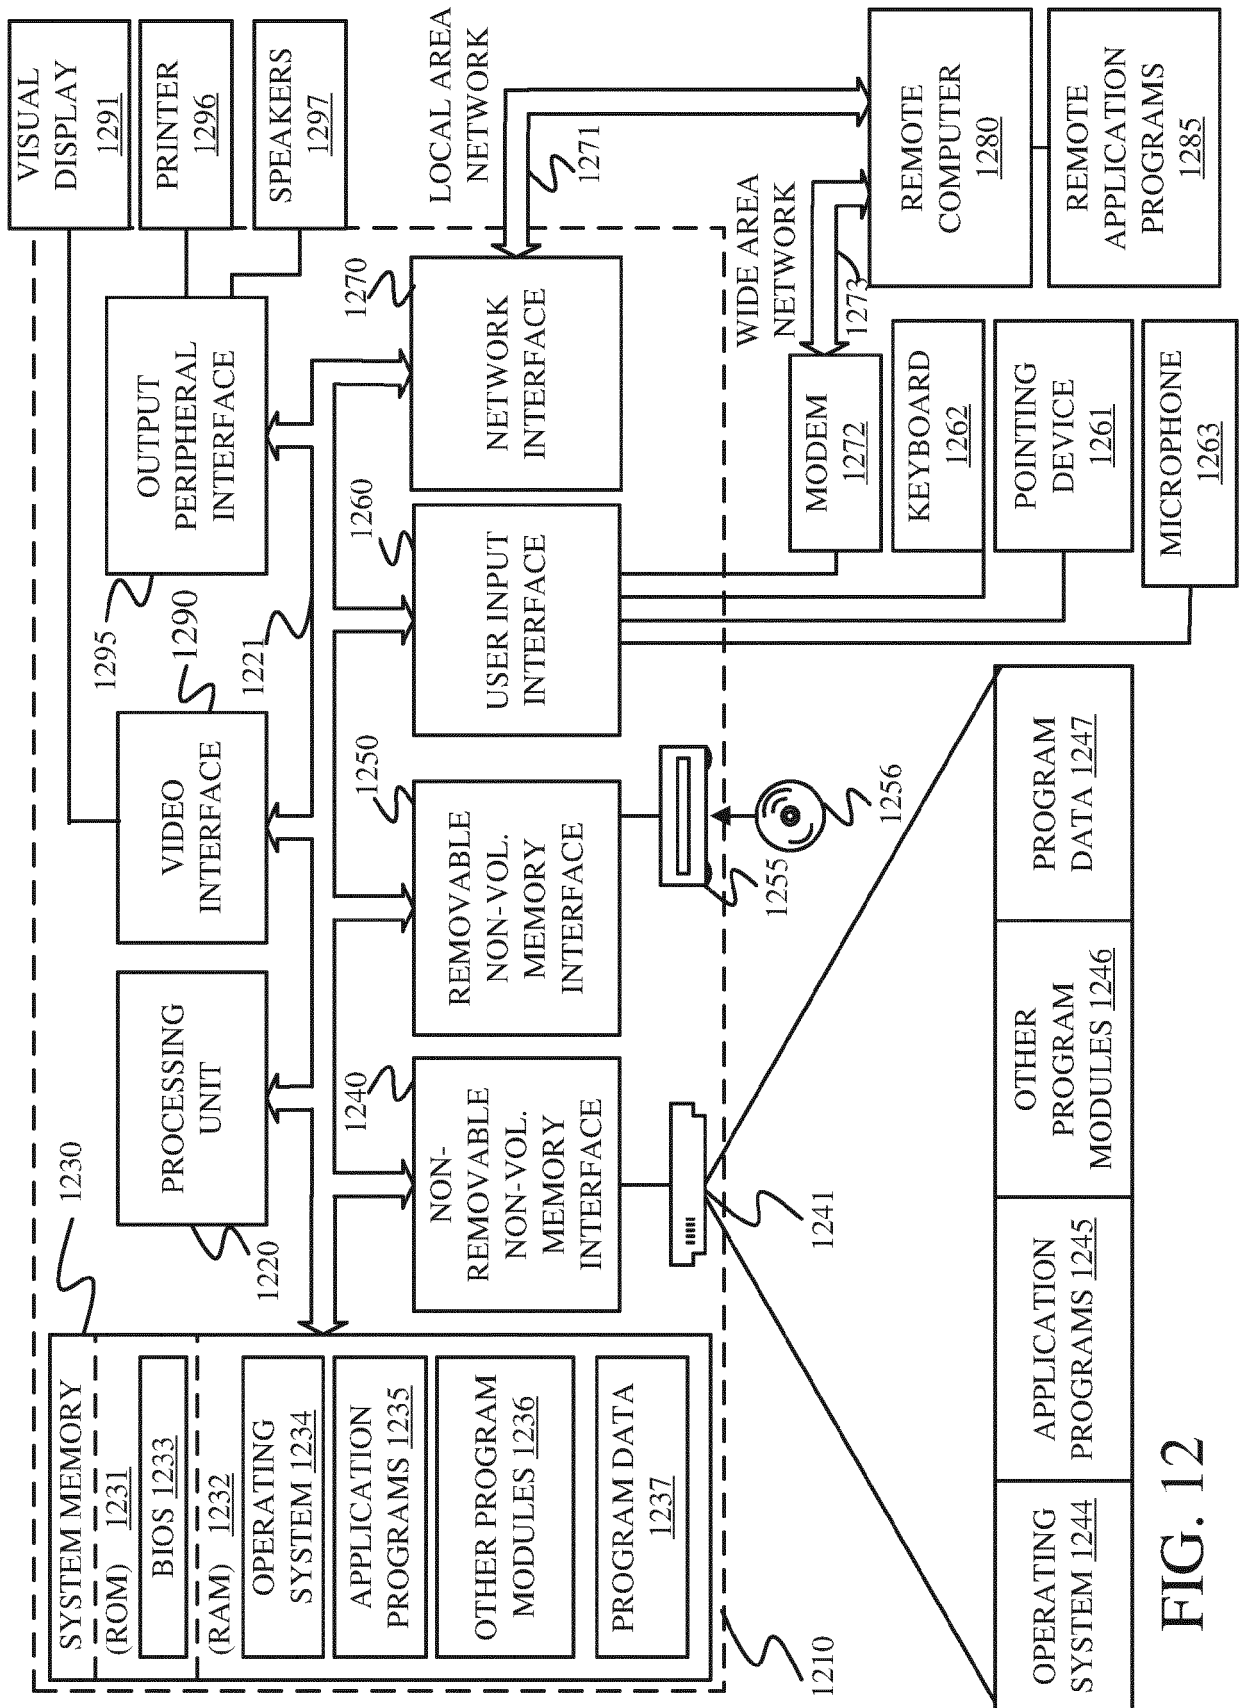 SYSTEM MEMORY
(ROM) 1231
BIOS 1233
(RAM) 1232
OPERATING
SYSTEM 1234
APPLICATION
PROGRAMS 1235
OTHER PROGRAM
MODULES 1236
PROGRAM DATA
1237
1230
1220
PROCESSING
UNIT
VIDEO
INTERFACE
1290
1295
OUTPUT
PERIPHERAL
INTERFACE
1221
VISUAL
DISPLAY
1291
PRINTER
1296
SPEAKERS
1297
1240
NON-
REMOVABLE
NON-VOL.
MEMORY
INTERFACE
1250
REMOVABLE
NON-VOL.
MEMORY
INTERFACE
1260
USER INPUT
INTERFACE
1270
NETWORK
INTERFACE
LOCAL AREA
NETWORK
1271
WIDE AREA
NETWORK
1273
REMOTE
COMPUTER
1280
REMOTE
APPLICATION
PROGRAMS
1285
MODEM
1272
KEYBOARD
1262
POINTING
DEVICE
1261
MICROPHONE
1263
1210
1241
1255
1256
OPERATING
SYSTEM 1244
APPLICATION
PROGRAMS 1245
OTHER
PROGRAM
MODULES 1246
PROGRAM
DATA 1247
FIG. 12